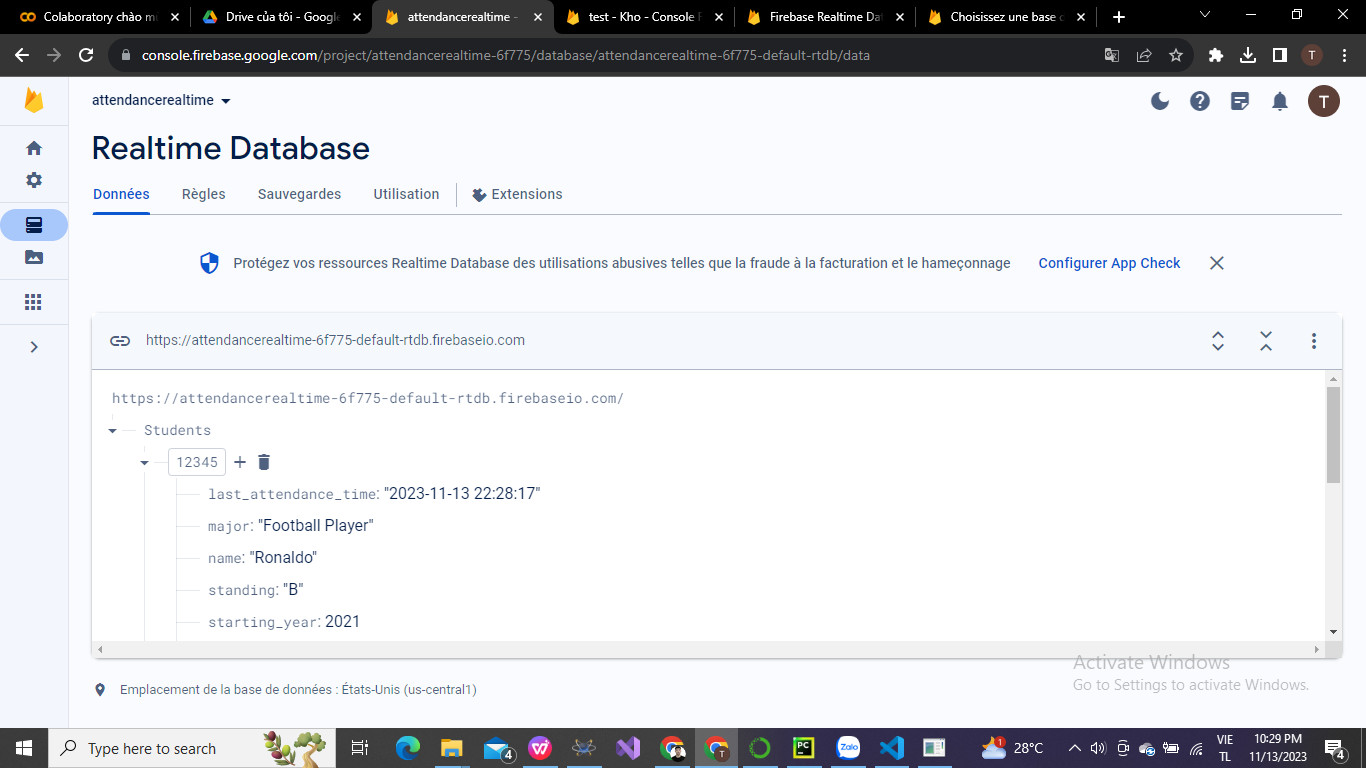 Colaboratory chào m
Drive của tôi - Google
attendancerealtime -
test - Kho - Console F
Firebase Realtime Dat
Choisissez une base d
console.firebase.google.com/project/attendancerealtime-6f775/database/attendancerealtime-6f775-default-rtdb/data
T
attendancerealtime
T
Realtime Database
Données Règles Sauvegardes Utilisation Extensions
Protégez vos ressources Realtime Database des utilisations abusives telles que la fraude à la facturation et le hameçonnage Configurer App Check
https://attendancerealtime-6f775-default-rtdb.firebaseio.com
https://attendancerealtime-6f775-default-rtdb.firebaseio.com/
Students
12345
last_attendance_time: "2023-11-13 22:28:17"
major: "Football Player"
name: "Ronaldo"
standing: "B"
starting_year: 2021
Activate Windows
Go to Settings to activate Windows.
Emplacement de la base de données : États-Unis (us-central1)
Type here to search
4
PC
Zalo
T
1
28°C
VIE
TL
10:29 PM
11/13/2023
4